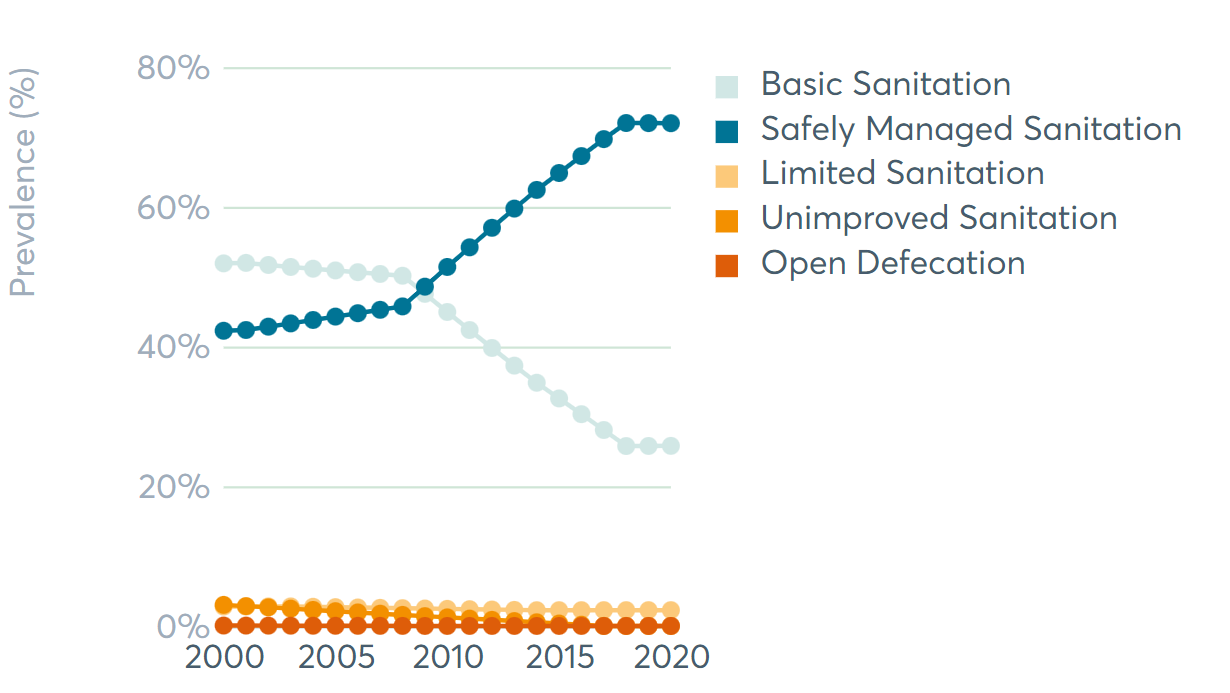 Prevalence (%)
80%
60%
40%
20%
0%
2000 2005 2010 2015 2020
Basic Sanitation
Safely Managed Sanitation
Limited Sanitation
Unimproved Sanitation
Open Defecation